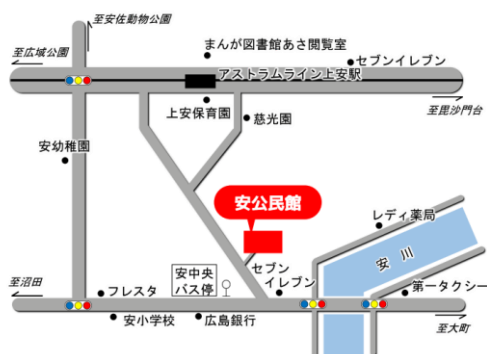 至安佐動物公園
まんが図書館あさ閲覧室
至広域公園
セブンイレブン
アストラムライン上安駅
至毘沙門台
上安保育園
慈光園
安幼稚園
安公民館
レディ薬局
安川
セブン
イレブン
安中央
バス停
至沼田
フレスタ
第一タクシー
安小学校
広島銀行
至大町